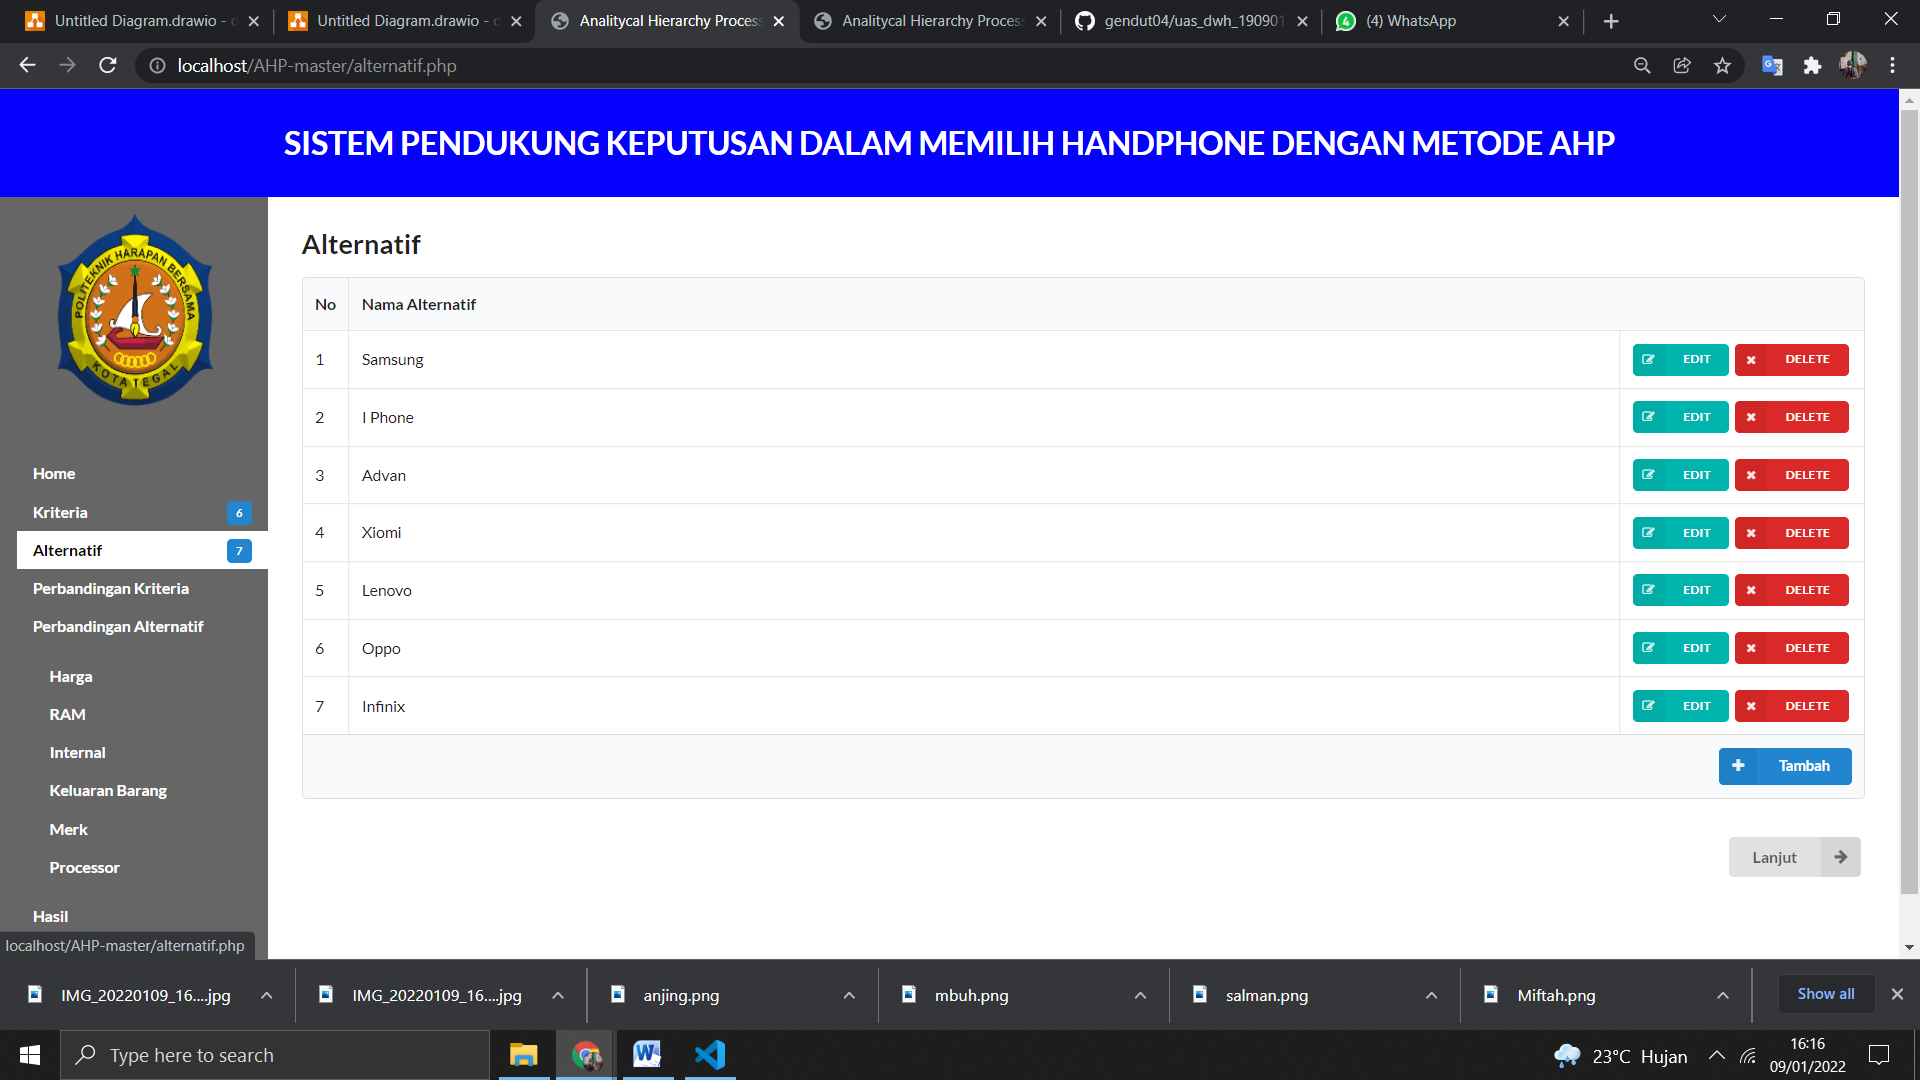 Untitled Diagram.drawio - d
Untitled Diagram.drawio - d
Analitycal Hierarchy Process
Analitycal Hierarchy Process
gendut04/uas_dwh_190901
(4) WhatsApp
localhost/AHP-master/alternatif.php
SISTEM PENDUKUNG KEPUTUSAN DALAM MEMILIH HANDPHONE DENGAN METODE AHP
POLITEKNIK HARAPAN BERSAMA
KOTA TEGAL
Home
Kriteria 6
Alternatif 7
Perbandingan Kriteria
Perbandingan Alternatif
Harga
RAM
Internal
Keluaran Barang
Merk
Processor
Hasil
localhost/AHP-master/alternatif.php
Alternatif
No Nama Alternatif
1 Samsung EDIT DELETE
2 I Phone EDIT DELETE
3 Advan EDIT DELETE
4 Xiomi EDIT DELETE
5 Lenovo EDIT DELETE
6 Oppo EDIT DELETE
7 Infinix EDIT DELETE
Tambah
Lanjut
IMG_20220109_16....jpg
IMG_20220109_16....jpg
anjing.png
mbuh.png
salman.png
Miftah.png
Show all
Type here to search
23°C Hujan
16:16
09/01/2022